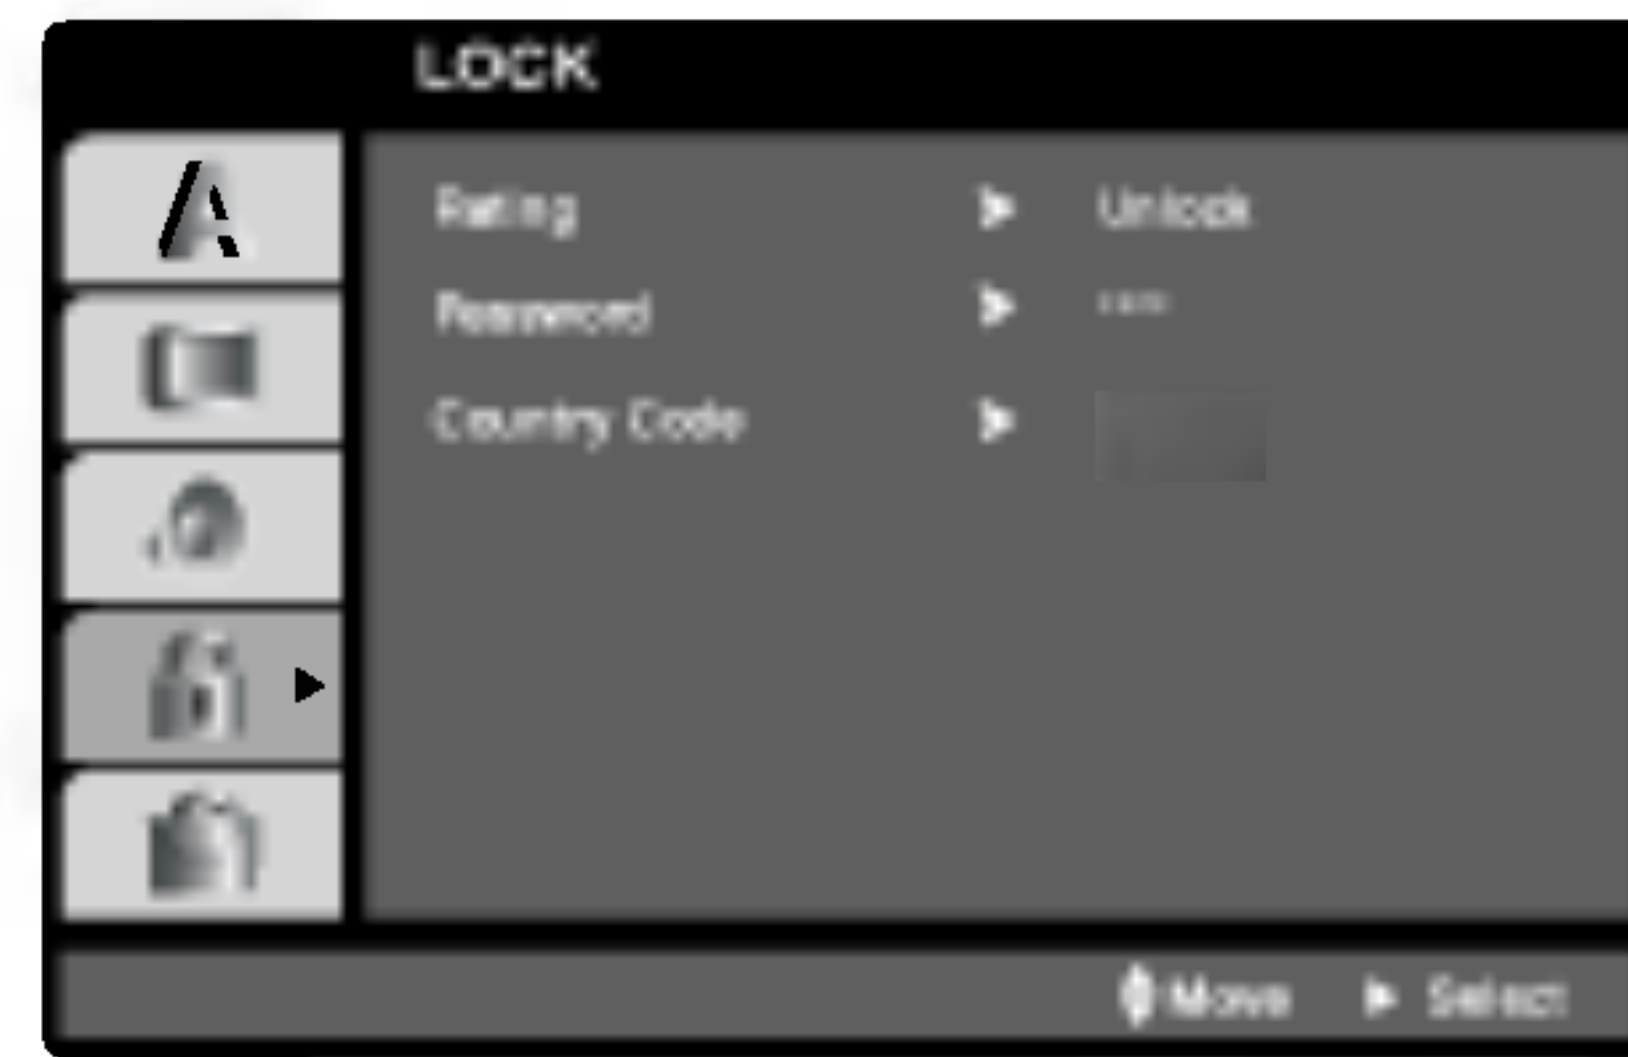 LOCK
A
Rating Unlock
Password ****
Country Code
Move Select